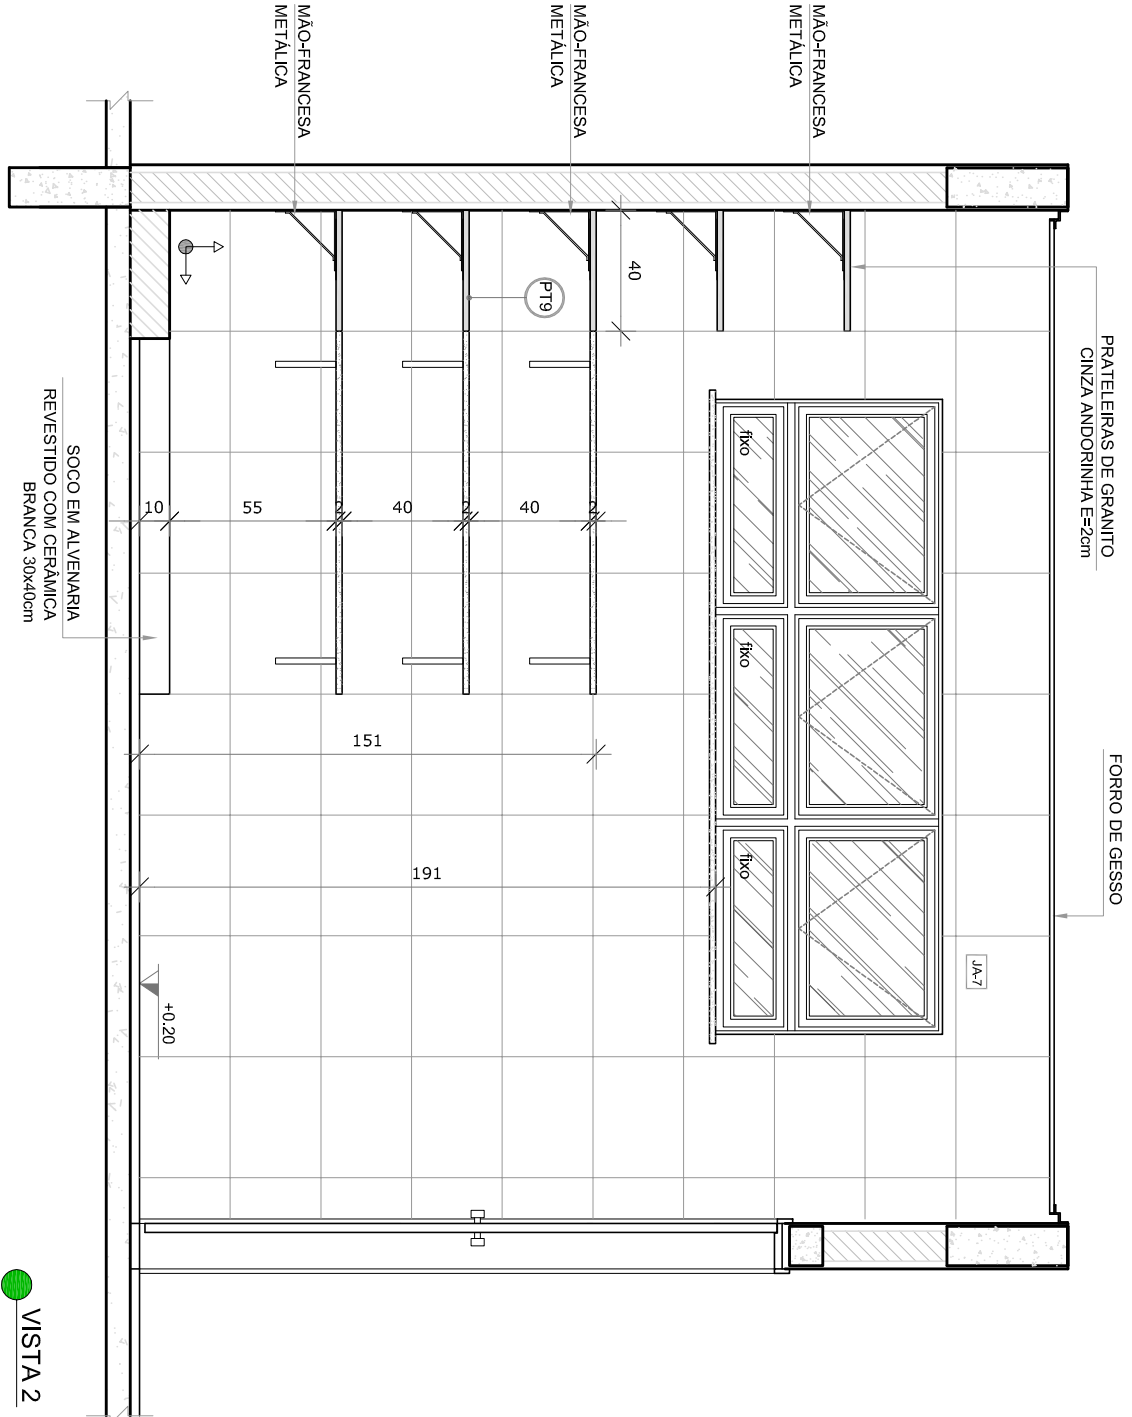 MÃO-FRANCESA
METÁLICA
MÃO-FRANCESA
METÁLICA
MÃO-FRANCESA
METÁLICA
PRATELEIRAS DE GRANITO
CINZA ANDORINHA E=2cm
FORRO DE GESSO
JA-7
fixo
fixo
fixo
40
PT9
10
55
2
40
2
40
2
151
191
+0.20
SOCO EM ALVENARIA
REVESTIDO COM CERÂMICA
BRANCA 30x40cm
VISTA 2